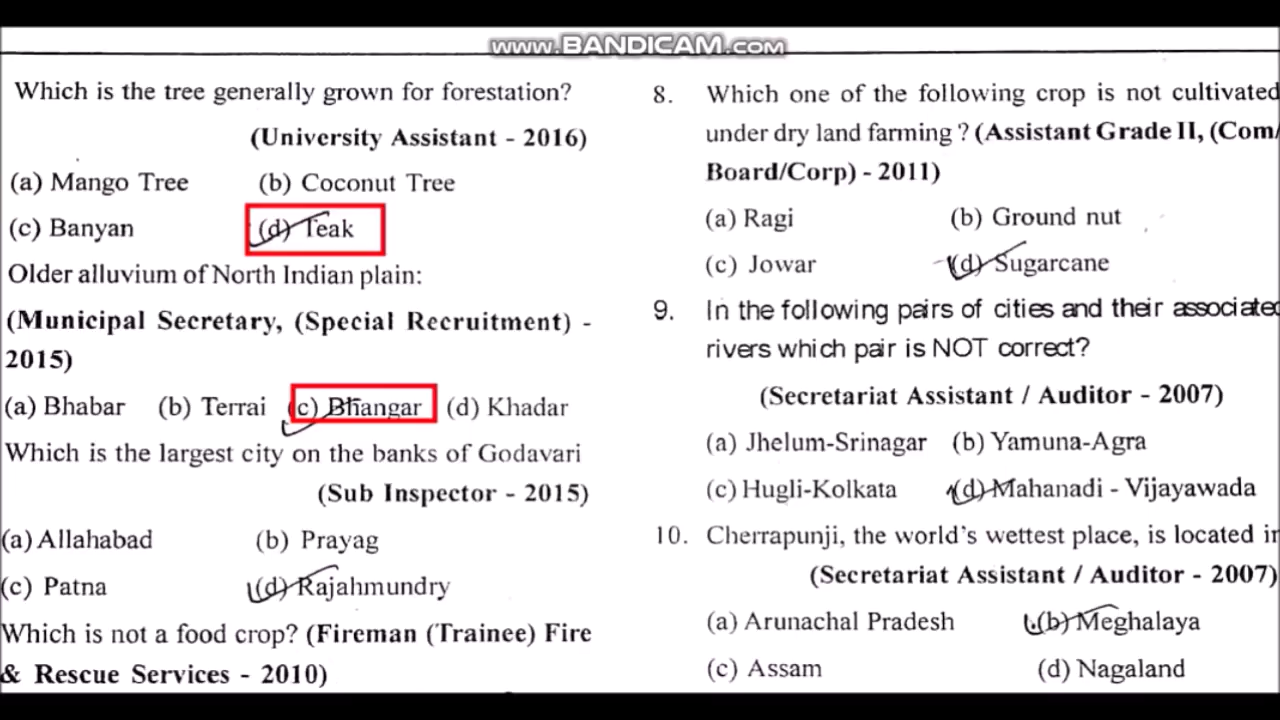 www.BANDICAM.com
Which is the tree generally grown for forestation?
(University Assistant - 2016)
(a) Mango Tree (b) Coconut Tree
(c) Banyan (d) Teak
Older alluvium of North Indian plain:
(Municipal Secretary, (Special Recruitment) -
2015)
(a) Bhabar (b) Terrai (c) Bhangar (d) Khadar
Which is the largest city on the banks of Godavari
(Sub Inspector - 2015)
(a) Allahabad (b) Prayag
(c) Patna (d) Rajahmundry
Which is not a food crop? (Fireman (Trainee) Fire
& Rescue Services - 2010)
8. Which one of the following crop is not cultivated
under dry land farming ? (Assistant Grade II, (Com/
Board/Corp) - 2011)
(a) Ragi (b) Ground nut
(c) Jowar (d) Sugarcane
9. In the following pairs of cities and their associated
rivers which pair is NOT correct?
(Secretariat Assistant / Auditor - 2007)
(a) Jhelum-Srinagar (b) Yamuna-Agra
(c) Hugli-Kolkata (d) Mahanadi - Vijayawada
10. Cherrapunji, the world's wettest place, is located in
(Secretariat Assistant / Auditor - 2007)
(a) Arunachal Pradesh (b) Meghalaya
(c) Assam (d) Nagaland